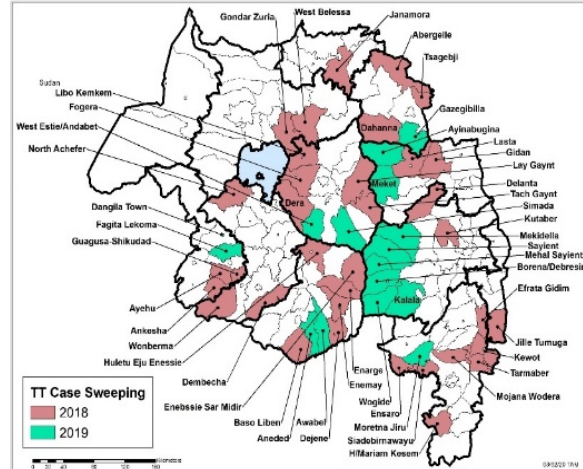 West Belessa
Gondar Zuria
Janamora
Abergelle
Tsagebji
Sudan
Libo Kemkem
Fogera
West Estie/Andabet
North Achefer
Gazegibilla
Ayinabugina
Dahanna
Lasta
Gidan
Lay Gaynt
Meket
Delanta
Tach Gaynt
Simada
Dera
Kutaber
Dangila Town
Fagita Lekoma
Guagusa-Shikudad
Mekidella
Sayient
Mehal Sayient
Borena/Debresin
Kalala
Efrata Gidim
Ayehu
Ankesha
Wonberma
Huletu Eju Enessie
Jille Tumuga
Kewot
Tarmaber
Mojana Wodera
Dembecha
Enarge
Enemay
Enebssie Sar Midir
Wogide
Ensaro
Baso Liben
Awabel
Moretna Jiru
Aneded
Dejene
Siadebirnawayu
H/Mariam Kesem
TT Case Sweeping
2018
2019